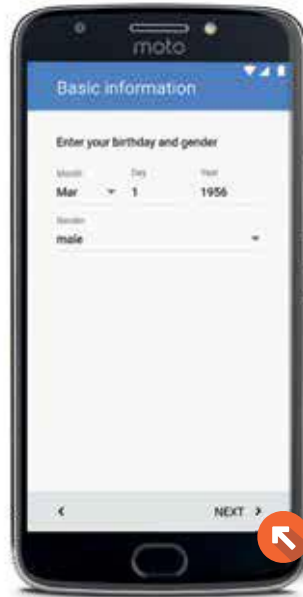 moto
Basic information
Enter your birthday and gender
Month Day Year
Mar 1 1956
Gender
male
NEXT